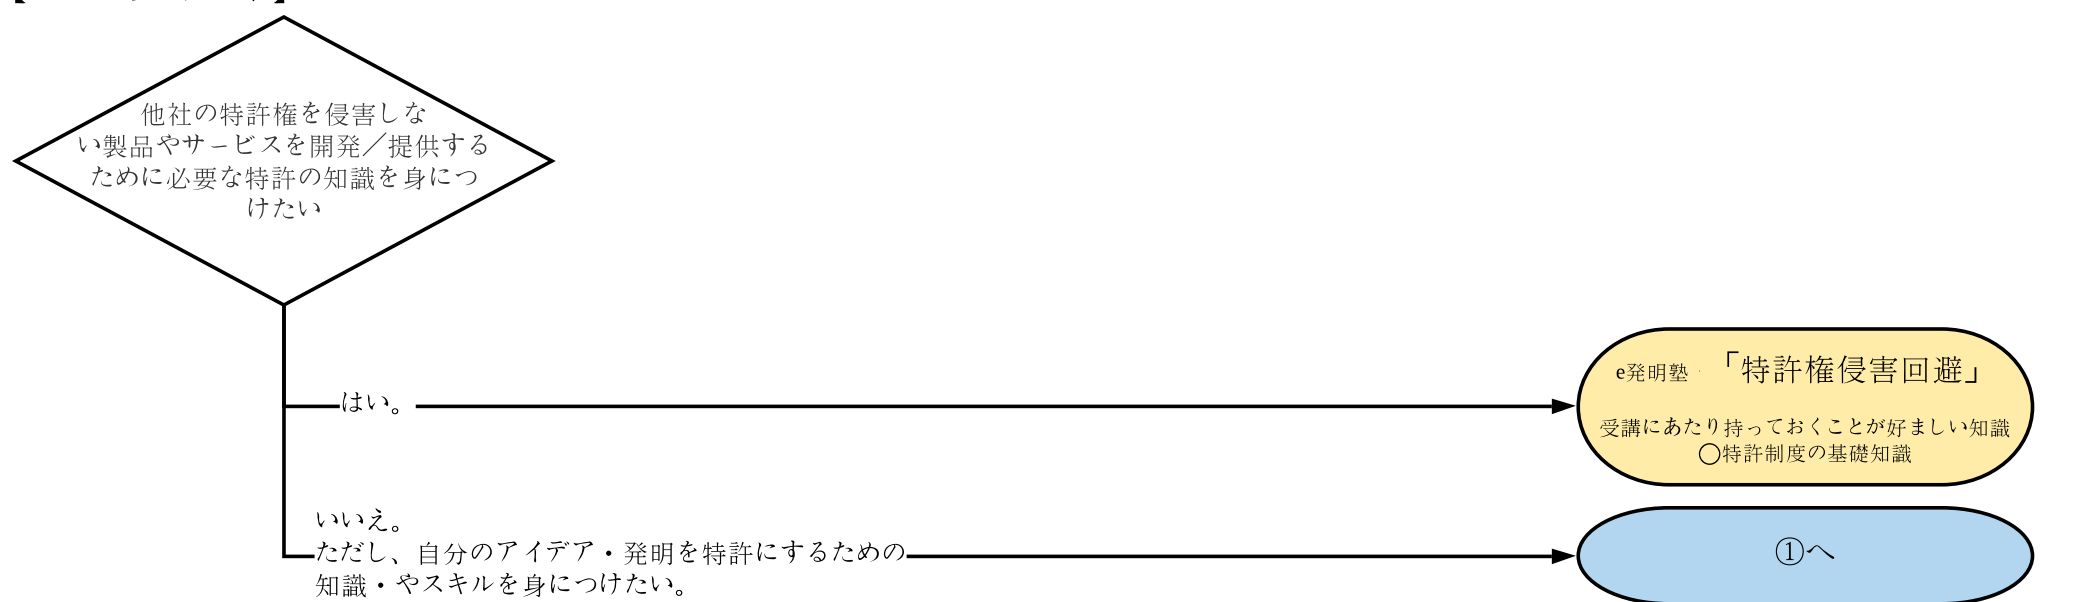 他社の特許権を侵害しな
い製品やサービスを開発／提供する
ために必要な特許の知識を身につ
けたい
はい。
e発明塾 「特許権侵害回避」
受講にあたり持っておくことが好ましい知識
◯特許制度の基礎知識
いいえ。
ただし、自分のアイデア・発明を特許にするための
知識・やスキルを身につけたい。
①へ